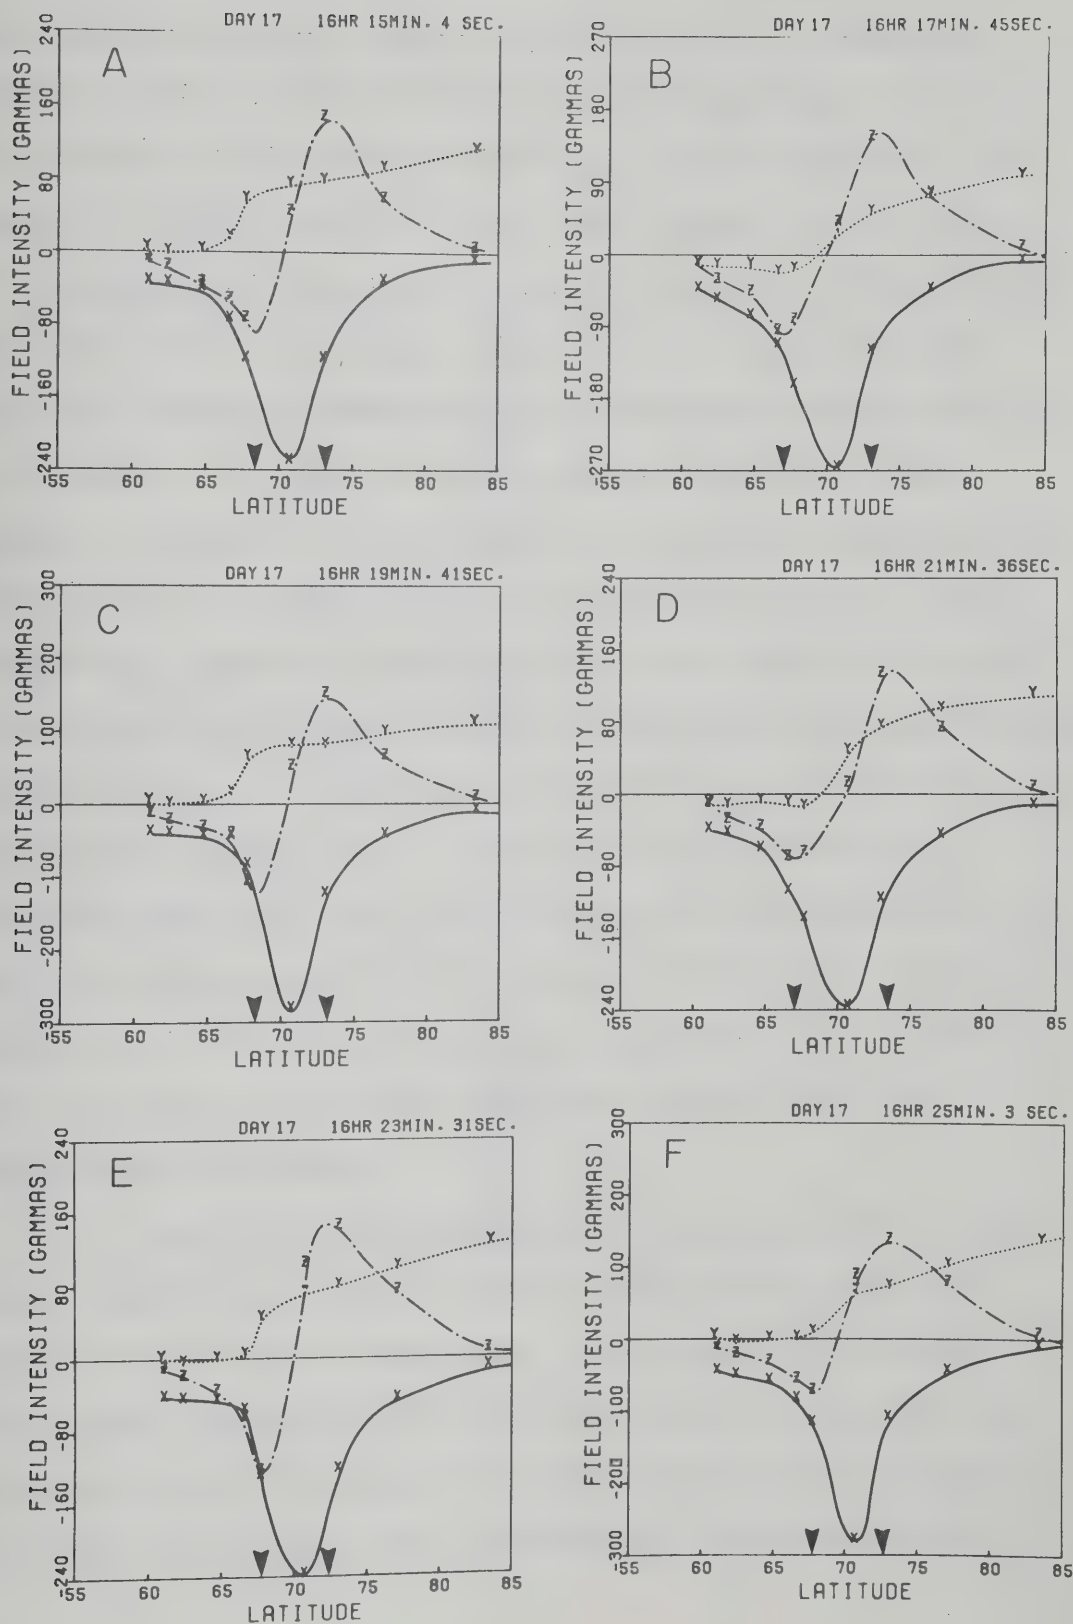 DAY 17 16HR 15MIN. 4 SEC.
A
FIELD INTENSITY (GAMMAS)
240
160
80
0
-80
-160
-240
55 60 65 70 75 80 85
LATITUDE
DAY 17 16HR 17MIN. 45SEC.
B
FIELD INTENSITY (GAMMAS)
270
180
90
0
-90
-180
-270
55 60 65 70 75 80 85
LATITUDE
DAY 17 16HR 19MIN. 41SEC.
C
FIELD INTENSITY (GAMMAS)
300
200
100
0
-100
-200
-300
55 60 65 70 75 80 85
LATITUDE
DAY 17 16HR 21MIN. 36SEC.
D
FIELD INTENSITY (GAMMAS)
240
160
80
0
-80
-160
-240
55 60 65 70 75 80 85
LATITUDE
DAY 17 16HR 23MIN. 31SEC.
E
FIELD INTENSITY (GAMMAS)
240
160
80
0
-80
-160
-240
55 60 65 70 75 80 85
LATITUDE
DAY 17 16HR 25MIN. 3 SEC.
F
FIELD INTENSITY (GAMMAS)
300
200
100
0
-100
-200
-300
55 60 65 70 75 80 85
LATITUDE